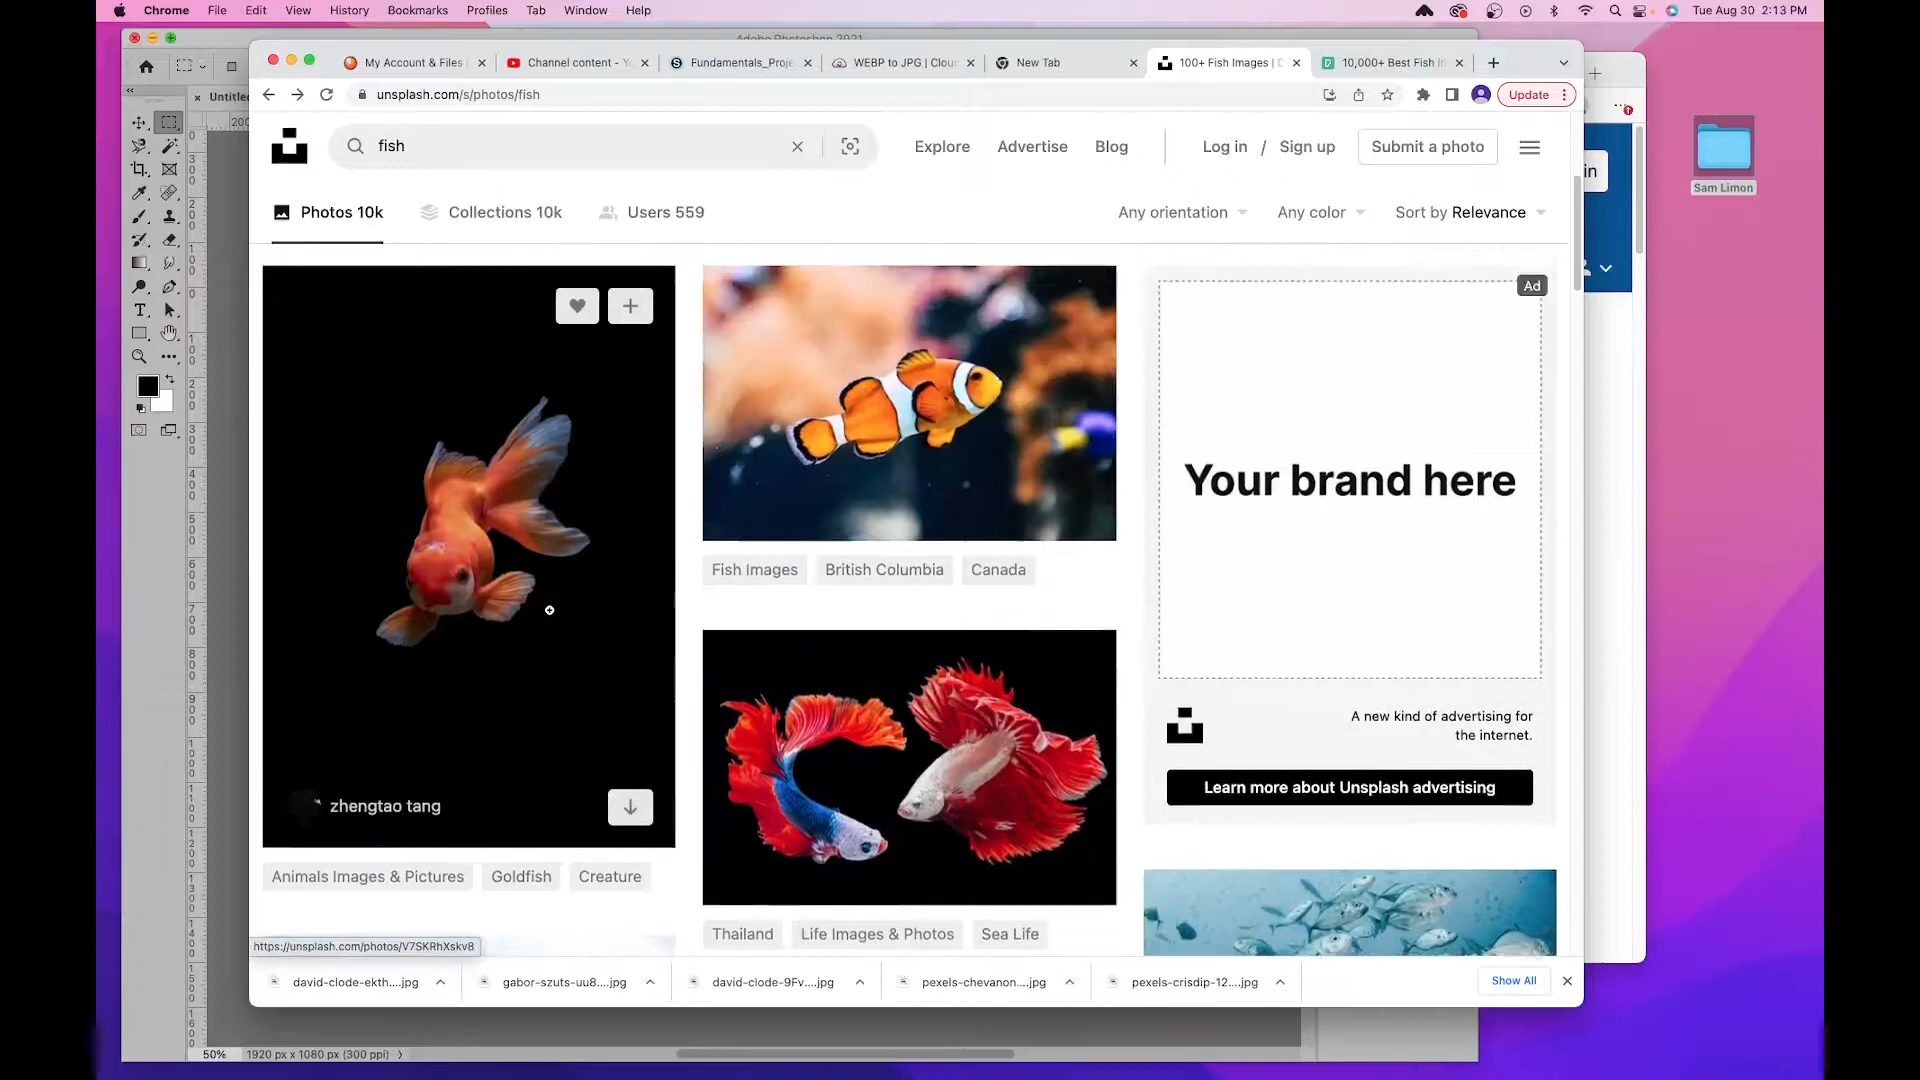 Chrome File Edit View History Bookmarks Profiles Tab Window Help
Tue Aug 30 2:13 PM
Adobe Photoshop 2021
My Account & Files
Channel content -
Fundamentals_Proje
WEBP to JPG | Clou
New Tab
100+ Fish Images |
10,000+ Best Fish
unsplash.com/s/photos/fish
Update
Untitle
Sam Limon
in
fish
Explore Advertise Blog
Log in / Sign up
Submit a photo
Photos 10k
Collections 10k
Users 559
Any orientation
Any color
Sort by Relevance
Ad
Your brand here
A new kind of advertising for
the internet.
Learn more about Unsplash advertising
Fish Images British Columbia Canada
zhengtao tang
Animals Images & Pictures Goldfish Creature
Thailand Life Images & Photos Sea Life
https://unsplash.com/photos/V7SKRhXskv8
david-clode-ekth....jpg
gabor-szuts-uu8....jpg
david-clode-9Fv....jpg
pexels-chevanon....jpg
pexels-crisdip-12....jpg
Show All
50% 1920 px x 1080 px (300 ppi)